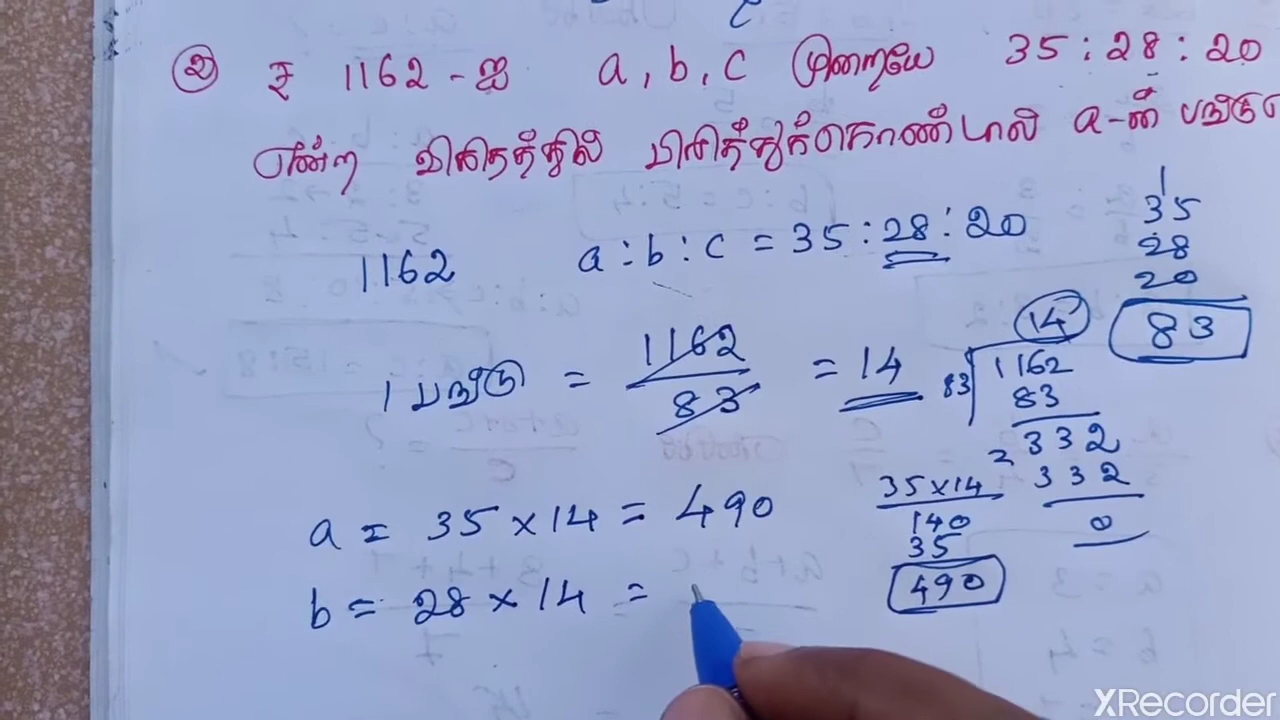 ② ₹ 1162 - ஐ a, b, c முறையே 35 : 28 : 20
என்ற விகிதத்தில் பிரித்துக்கொண்டால் a-ன் பங்கு
1162 a : b : c = 35 : 28 : 20
35
28
20
83
1 பங்கு = 1162/83 = 14
14
83 1162
83
332
332
0
a = 35 × 14 = 490
35×14
140
35
490
b = 28 × 14 =
XRecorder